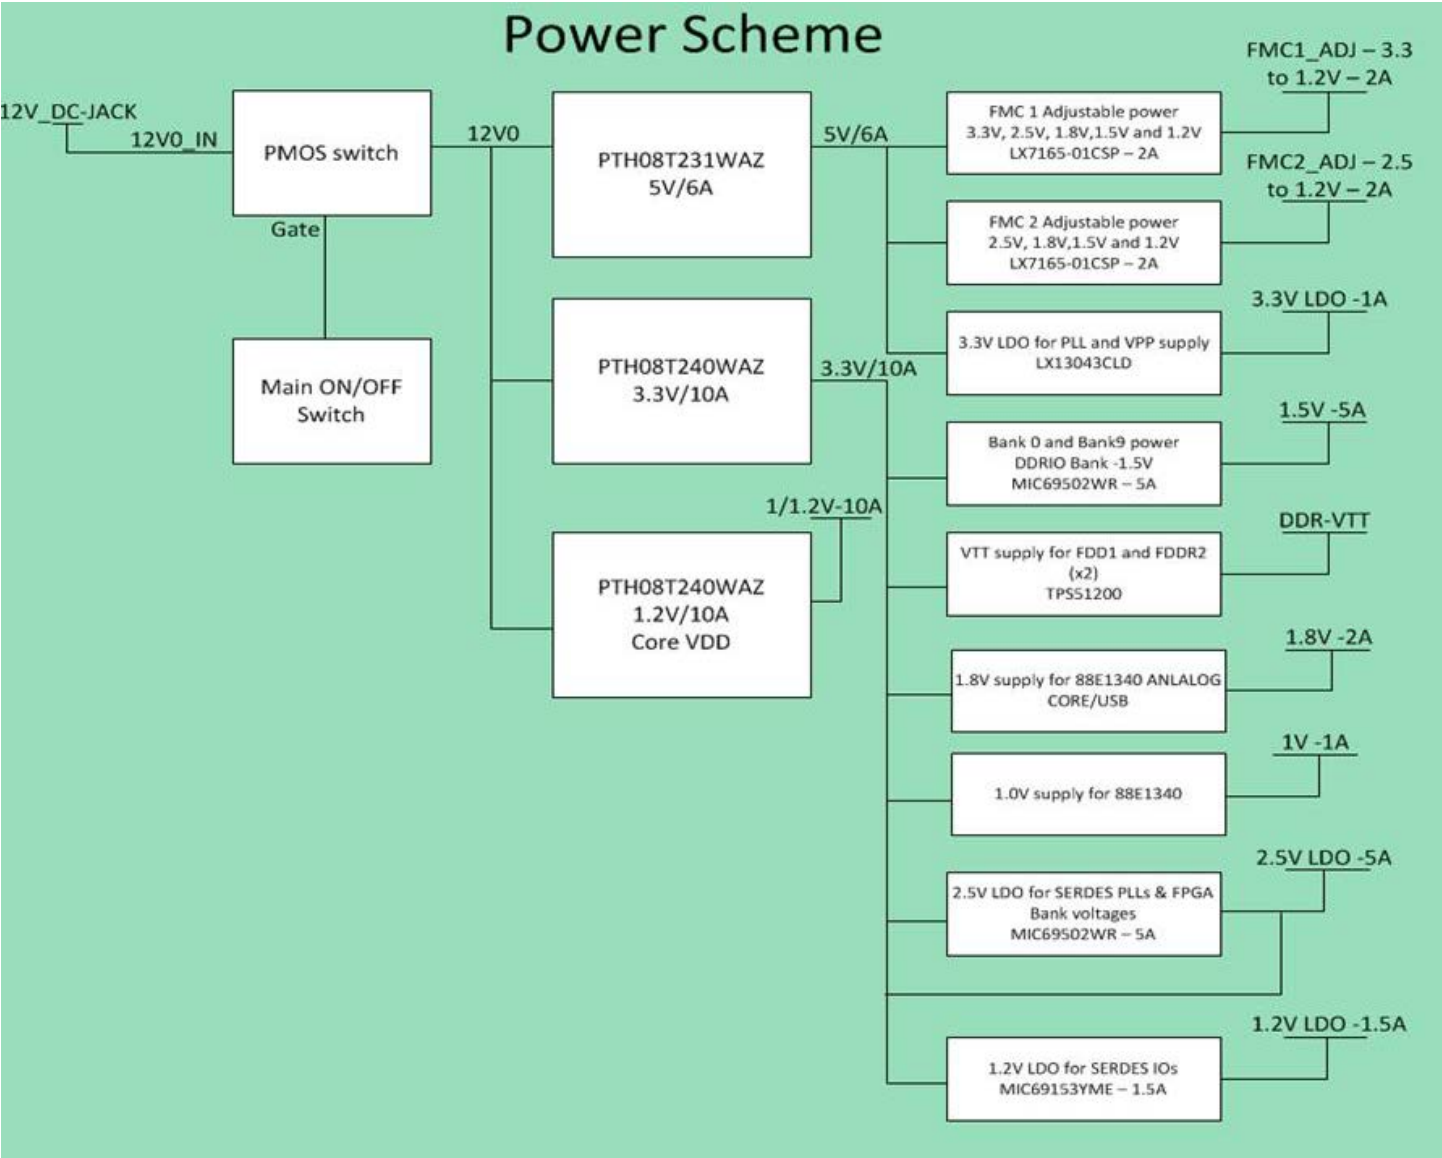 Power Scheme
12V_DC-JACK
12V0_IN
PMOS switch
Gate
Main ON/OFF
Switch
12V0
PTH08T231WAZ
5V/6A
PTH08T240WAZ
3.3V/10A
PTH08T240WAZ
1.2V/10A
Core VDD
5V/6A
3.3V/10A
1/1.2V-10A
FMC 1 Adjustable power
3.3V, 2.5V, 1.8V,1.5V and 1.2V
LX7165-01CSP – 2A
FMC1_ADJ – 3.3
to 1.2V – 2A
FMC 2 Adjustable power
2.5V, 1.8V,1.5V and 1.2V
LX7165-01CSP – 2A
FMC2_ADJ – 2.5
to 1.2V – 2A
3.3V LDO for PLL and VPP supply
LX13043CLD
3.3V LDO -1A
Bank 0 and Bank9 power
DDRIO Bank -1.5V
MIC69502WR – 5A
1.5V -5A
VTT supply for FDD1 and FDDR2
(x2)
TPS51200
DDR-VTT
1.8V supply for 88E1340 ANLALOG
CORE/USB
1.8V -2A
1.0V supply for 88E1340
1V -1A
2.5V LDO for SERDES PLLs & FPGA
Bank voltages
MIC69502WR – 5A
2.5V LDO -5A
1.2V LDO for SERDES IOs
MIC69153YME – 1.5A
1.2V LDO -1.5A